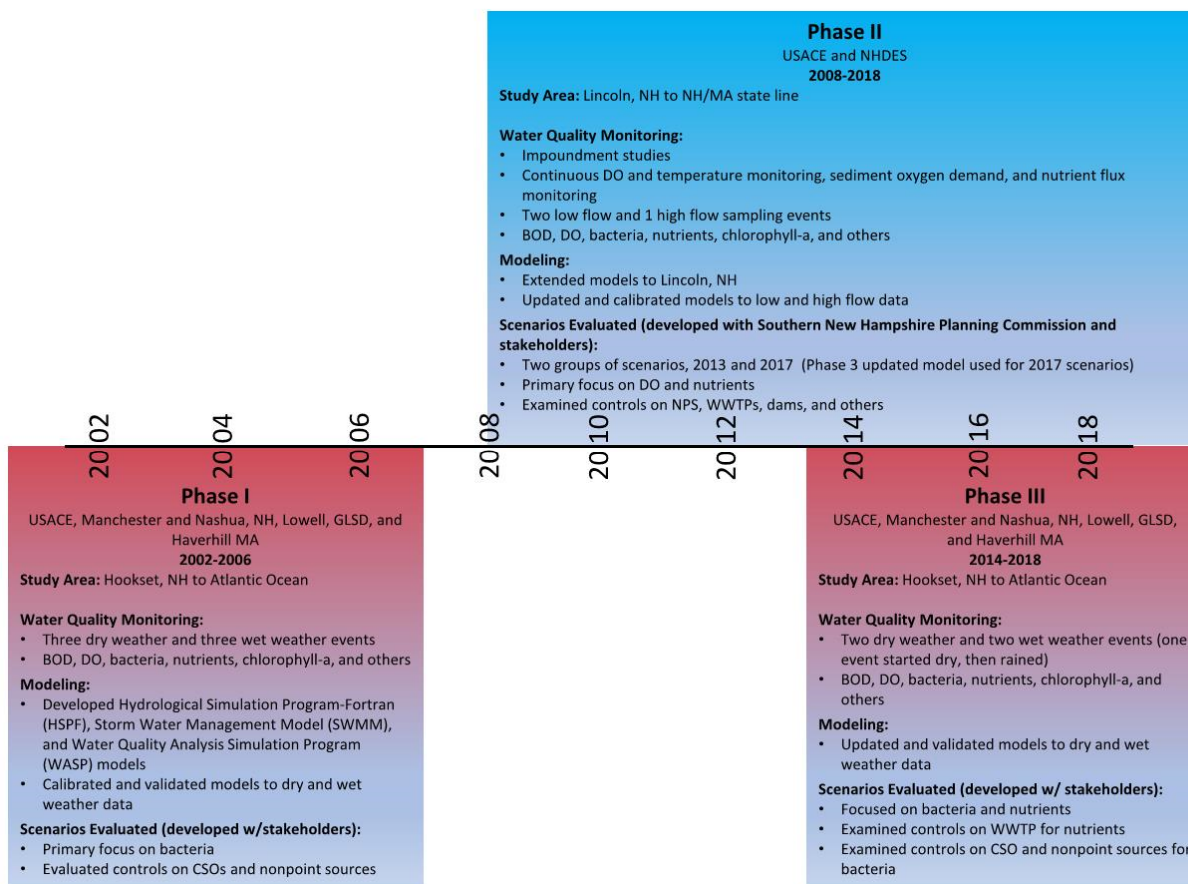 Phase II
USACE and NHDES
2008-2018
Study Area: Lincoln, NH to NH/MA state line
Water Quality Monitoring:
• Impoundment studies
• Continuous DO and temperature monitoring, sediment oxygen demand, and nutrient flux
monitoring
• Two low flow and 1 high flow sampling events
• BOD, DO, bacteria, nutrients, chlorophyll-a, and others
Modeling:
• Extended models to Lincoln, NH
• Updated and calibrated models to low and high flow data
Scenarios Evaluated (developed with Southern New Hampshire Planning Commission and
stakeholders):
• Two groups of scenarios, 2013 and 2017 (Phase 3 updated model used for 2017 scenarios)
• Primary focus on DO and nutrients
• Examined controls on NPS, WWTPs, dams, and others
2002
2004
2006
2008
2010
2012
2014
2016
2018
Phase I
USACE, Manchester and Nashua, NH, Lowell, GLSD, and
Haverhill MA
2002-2006
Study Area: Hookset, NH to Atlantic Ocean
Water Quality Monitoring:
• Three dry weather and three wet weather events
• BOD, DO, bacteria, nutrients, chlorophyll-a, and others
Modeling:
• Developed Hydrological Simulation Program-Fortran
(HSPF), Storm Water Management Model (SWMM),
and Water Quality Analysis Simulation Program
(WASP) models
• Calibrated and validated models to dry and wet
weather data
Scenarios Evaluated (developed w/stakeholders):
• Primary focus on bacteria
• Evaluated controls on CSOs and nonpoint sources
Phase III
USACE, Manchester and Nashua, NH, Lowell, GLSD,
and Haverhill MA
2014-2018
Study Area: Hookset, NH to Atlantic Ocean
Water Quality Monitoring:
• Two dry weather and two wet weather events (one
event started dry, then rained)
• BOD, DO, bacteria, nutrients, chlorophyll-a, and
others
Modeling:
• Updated and validated models to dry and wet
weather data
Scenarios Evaluated (developed w/ stakeholders):
• Focused on bacteria and nutrients
• Examined controls on WWTP for nutrients
• Examined controls on CSO and nonpoint sources for
bacteria